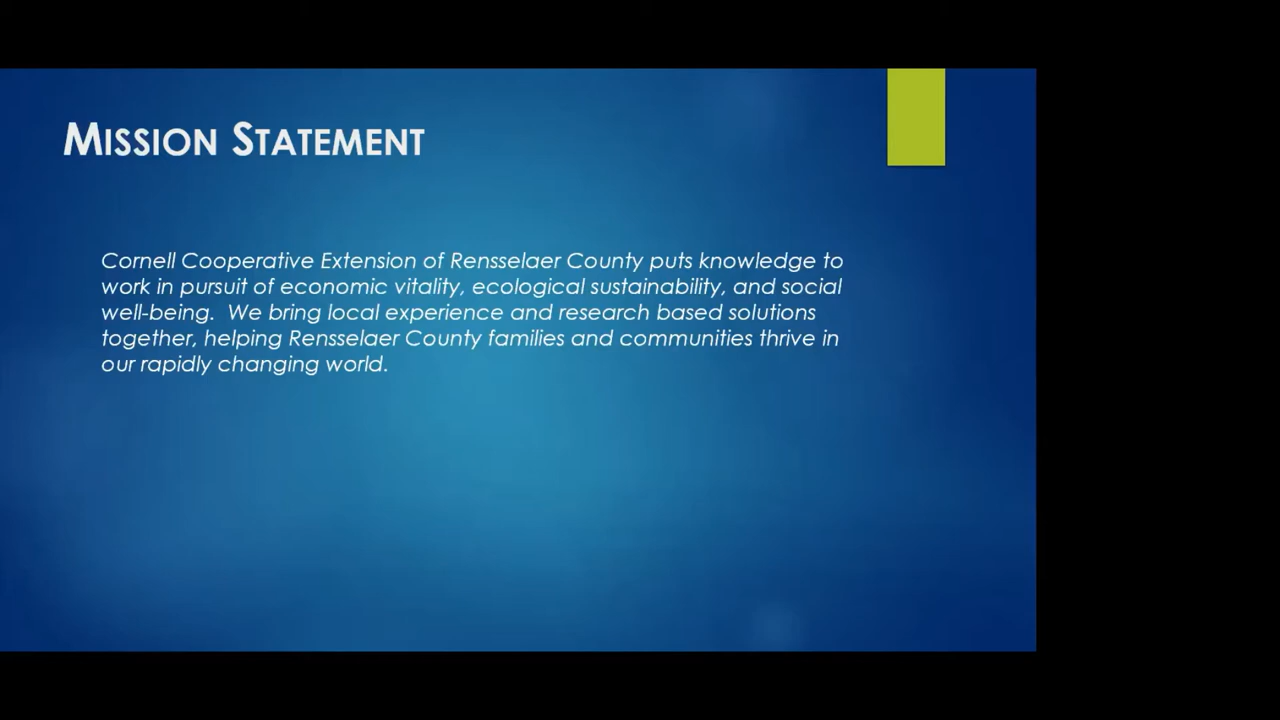 Mission Statement
Cornell Cooperative Extension of Rensselaer County puts knowledge to
work in pursuit of economic vitality, ecological sustainability, and social
well-being.  We bring local experience and research based solutions
together, helping Rensselaer County families and communities thrive in
our rapidly changing world.